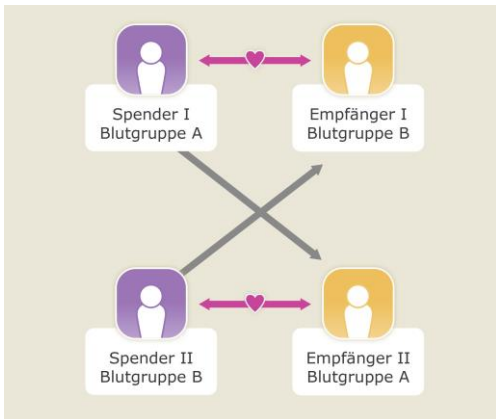 Spender I
Blutgruppe A
Empfänger I
Blutgruppe B
Spender II
Blutgruppe B
Empfänger II
Blutgruppe A